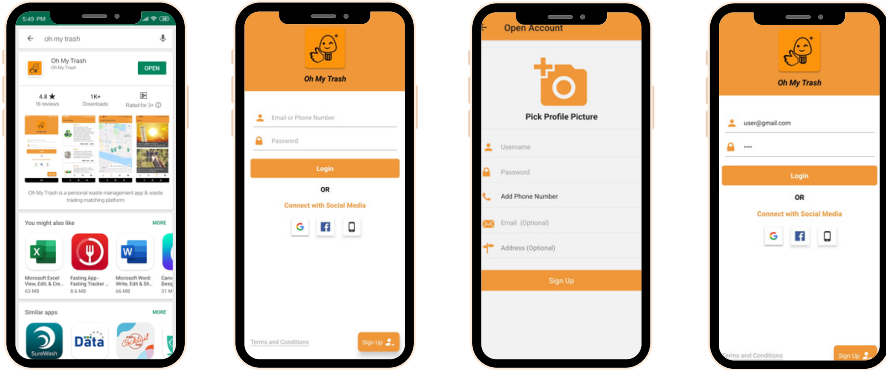 5:49 PM
oh my trash
Oh My Trash
Oh My Trash
OPEN
4.8 ★
1K+
16 reviews
Downloads
Rated for 3+
Oh My Trash is a personal waste management app & waste
trading matching platform
You might also like
MORE
Microsoft Excel:
View, Edit, & Cre...
63 MB
Fasting App -
Fasting Tracker ...
8.6 MB
Microsoft Word:
Write, Edit & Sh...
66 MB
Canv
Desig
31 M
Similar apps
MORE
SureWash
Data
Oh My Trash
Email or Phone Number
Password
Login
OR
Connect with Social Media
Terms and Conditions
Sign Up
Open Account
Pick Profile Picture
Username
Password
Add Phone Number
Email (Optional)
Address (Optional)
Sign Up
Oh My Trash
user@gmail.com
Login
OR
Connect with Social Media
Terms and Conditions
Sign Up